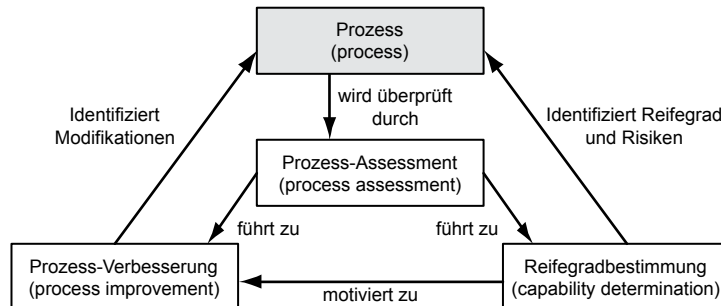 Prozess
(process)
wird überprüft
durch
Identifiziert
Modifikationen
Identifiziert Reifegrad
und Risiken
Prozess-Assessment
(process assessment)
führt zu
führt zu
Prozess-Verbesserung
(process improvement)
motiviert zu
Reifegradbestimmung
(capability determination)